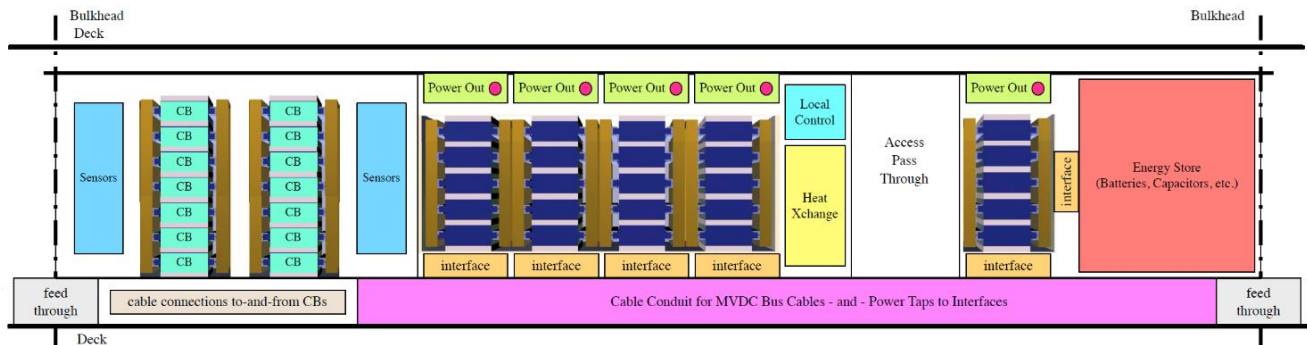 Bulkhead
Deck
Bulkhead
Power Out
Power Out
Power Out
Power Out
Power Out
Sensors
CB
CB
CB
CB
CB
CB
CB
CB
CB
CB
CB
CB
CB
CB
Sensors
Local
Control
Heat
Xchange
Access
Pass
Through
interface
Energy Store
(Batteries, Capacitors, etc.)
interface
interface
interface
interface
interface
feed
through
cable connections to-and-from CBs
Cable Conduit for MVDC Bus Cables - and - Power Taps to Interfaces
feed
through
Deck